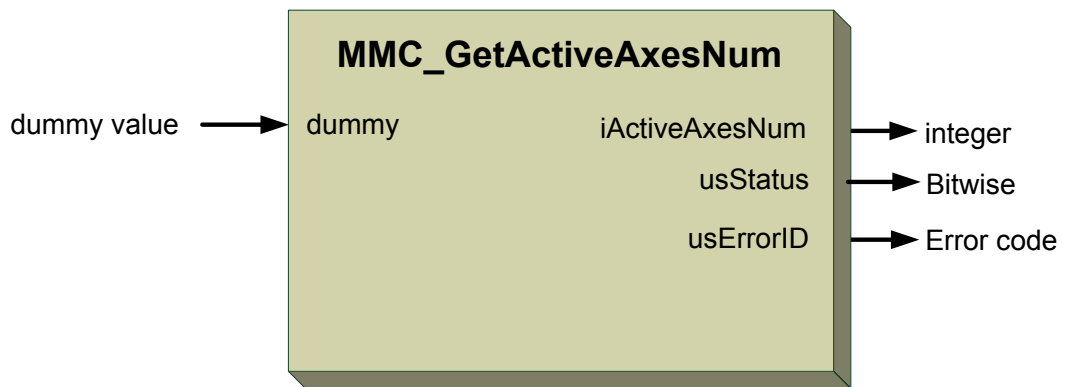 MMC_GetActiveAxesNum
dummy value dummy iActiveAxesNum integer
usStatus Bitwise
usErrorID Error code